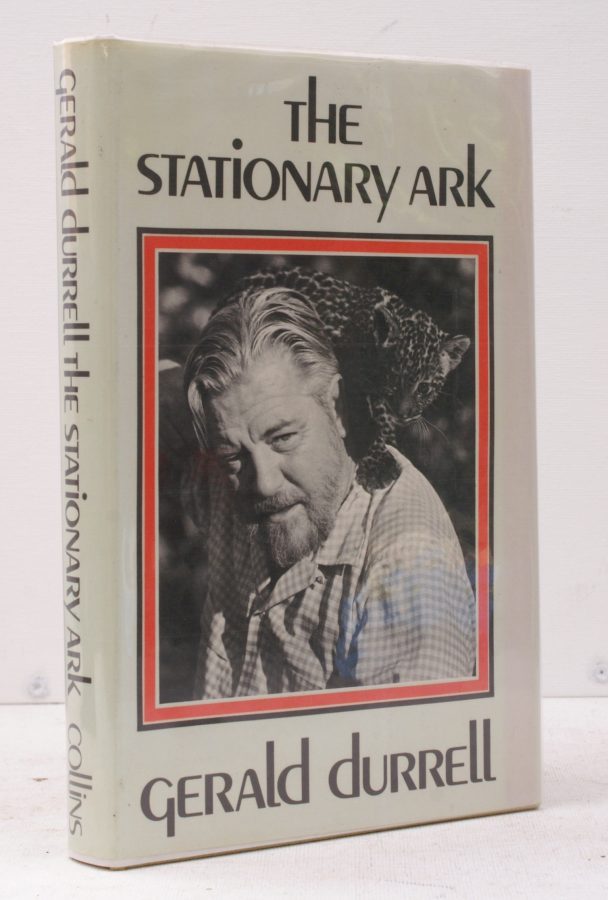 THE
STATIONARY ARK
GERALD DURRELL
GERALD DURRELL THE STATIONARY ARK COLLINS